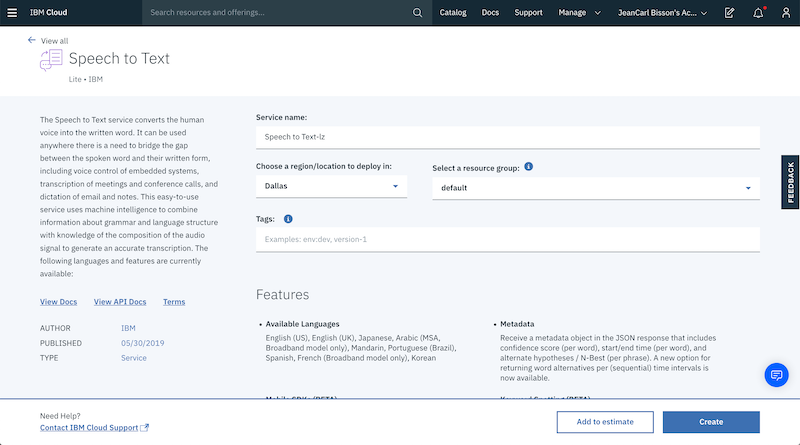 IBM Cloud
Search resources and offerings...
Catalog
Docs
Support
Manage
JeanCarl Bisson's Ac...
View all
Speech to Text
Lite • IBM
The Speech to Text service converts the human
voice into the written word. It can be used
anywhere there is a need to bridge the gap
between the spoken word and their written form,
including voice control of embedded systems,
transcription of meetings and conference calls, and
dictation of email and notes. This easy-to-use
service uses machine intelligence to combine
information about grammar and language structure
with knowledge of the composition of the audio
signal to generate an accurate transcription. The
following languages and features are currently
available:
View Docs
View API Docs
Terms
AUTHOR IBM
PUBLISHED 05/30/2019
TYPE Service
Service name:
Speech to Text-lz
Choose a region/location to deploy in:
Dallas
Select a resource group:
default
Tags:
Examples: env:dev, version-1
Features
• Available Languages
English (US), English (UK), Japanese, Arabic (MSA,
Broadband model only), Mandarin, Portuguese (Brazil),
Spanish, French (Broadband model only), Korean
• Metadata
Receive a metadata object in the JSON response that includes
confidence score (per word), start/end time (per word), and
alternate hypotheses / N-Best (per phrase). A new option for
returning word alternatives per (sequential) time intervals is
now available.
FEEDBACK
Need Help?
Contact IBM Cloud Support
Add to estimate
Create